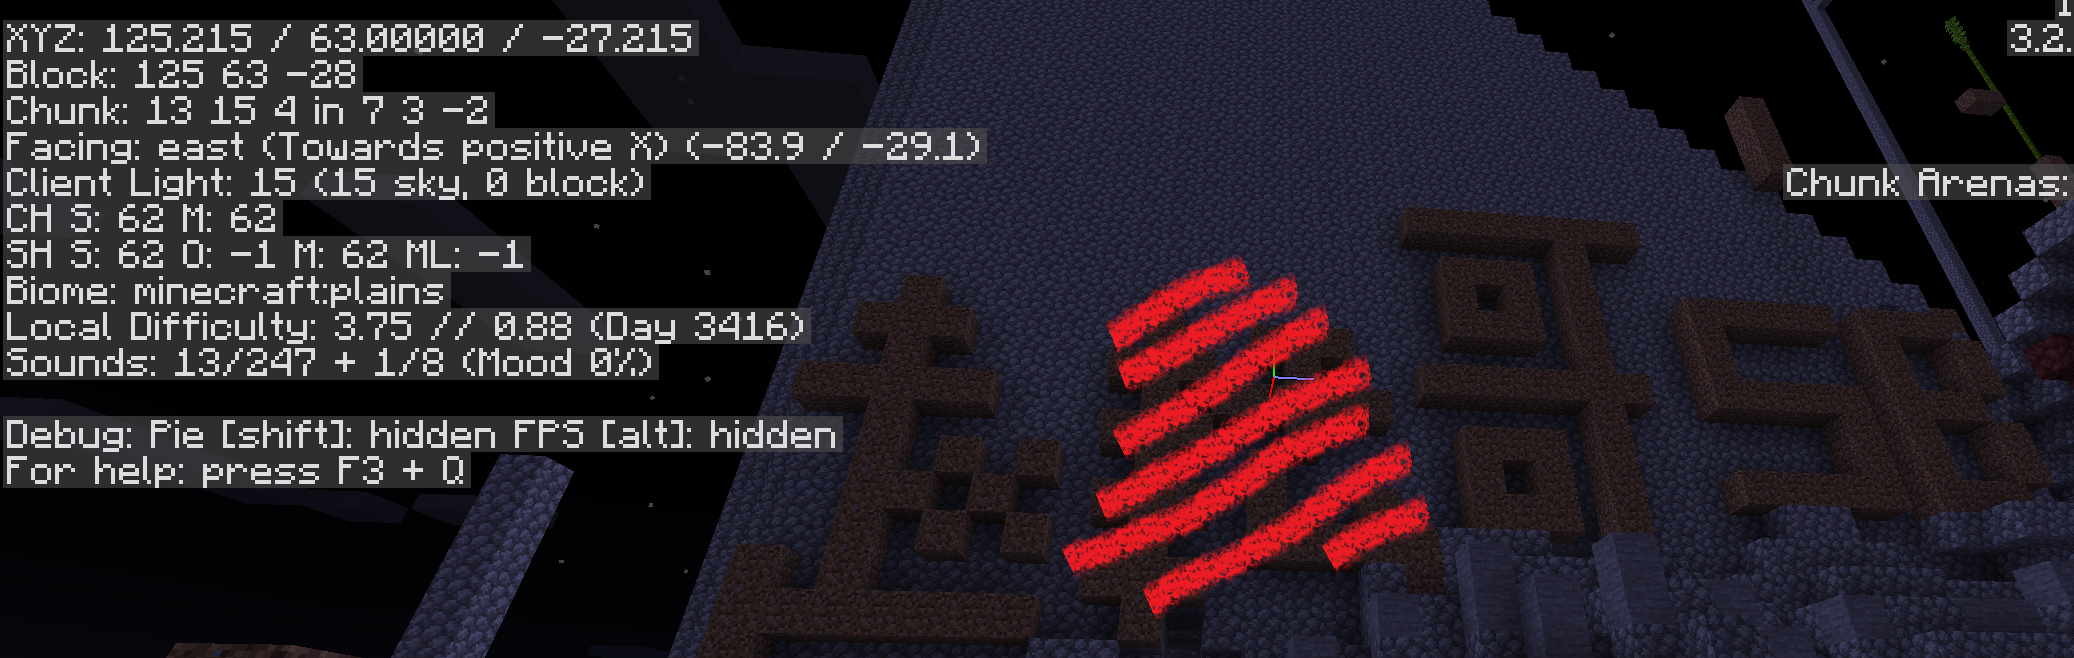 XYZ: 125.215 / 63.00000 / -27.215
Block: 125 63 -28
Chunk: 13 15 4 in 7 3 -2
Facing: east (Towards positive X) (-83.9 / -29.1)
Client Light: 15 (15 sky, 0 block)
CH S: 62 M: 62
SH S: 62 O: -1 M: 62 ML: -1
Biome: minecraft:plains
Local Difficulty: 3.75 // 0.88 (Day 3416)
Sounds: 13/247 + 1/8 (Mood 0%)
Debug: Pie [shift]: hidden FPS [alt]: hidden
For help: press F3 + Q
3.2.
Chunk Arenas:
哥